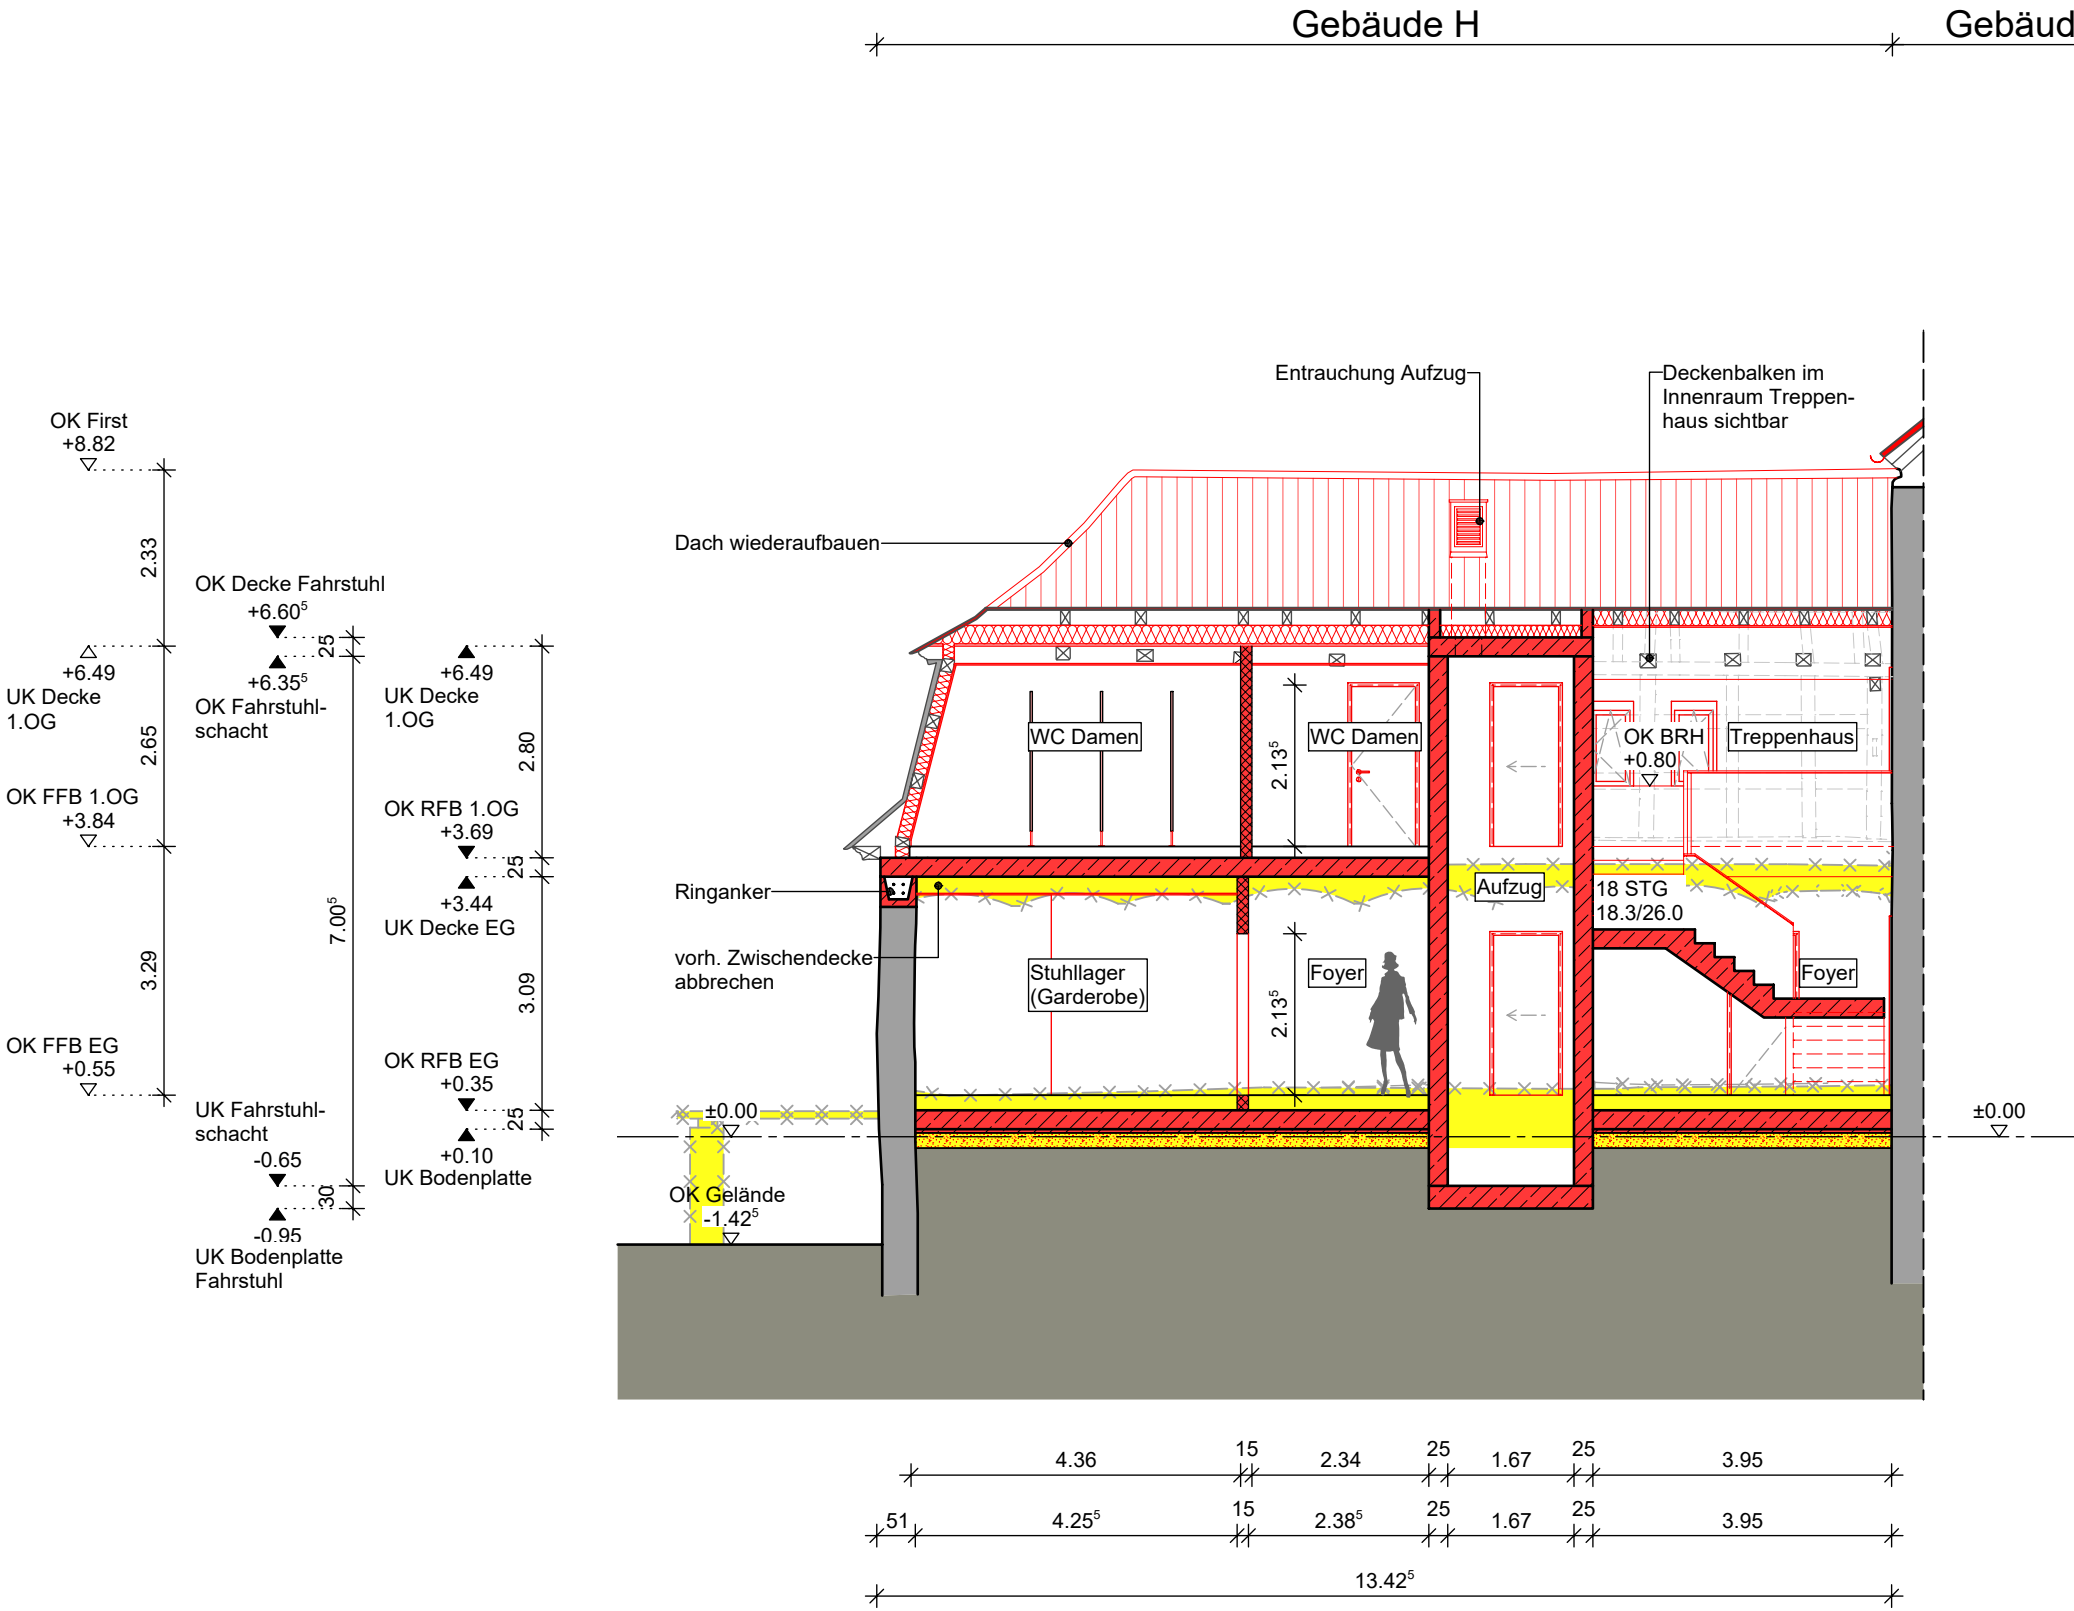 Gebäude H
Gebäud
Entrauchung Aufzug
Deckenbalken im
Innenraum Treppen-
haus sichtbar
OK First
+8.82
Dach wiederaufbauen
2.33
OK Decke Fahrstuhl
+6.60⁵
25
+6.49
UK Decke
1.OG
+6.35⁵
OK Fahrstuhl-
schacht
+6.49
UK Decke
1.OG
2.65
2.80
WC Damen
WC Damen
2.13⁵
OK BRH
+0.80
Treppenhaus
OK FFB 1.OG
+3.84
OK RFB 1.OG
+3.69
25
+3.44
UK Decke EG
Ringanker
Aufzug
18 STG
18.3/26.0
7.00⁵
vorh. Zwischendecke
abbrechen
3.29
3.09
Stuhllager
(Garderobe)
2.13⁵
Foyer
Foyer
OK FFB EG
+0.55
OK RFB EG
+0.35
25
+0.10
UK Bodenplatte
UK Fahrstuhl-
schacht
-0.65
30
-0.95
UK Bodenplatte
Fahrstuhl
±0.00
±0.00
OK Gelände
-1.42⁵
4.36
15
2.34
25
1.67
25
3.95
51
4.25⁵
15
2.38⁵
25
1.67
25
3.95
13.42⁵